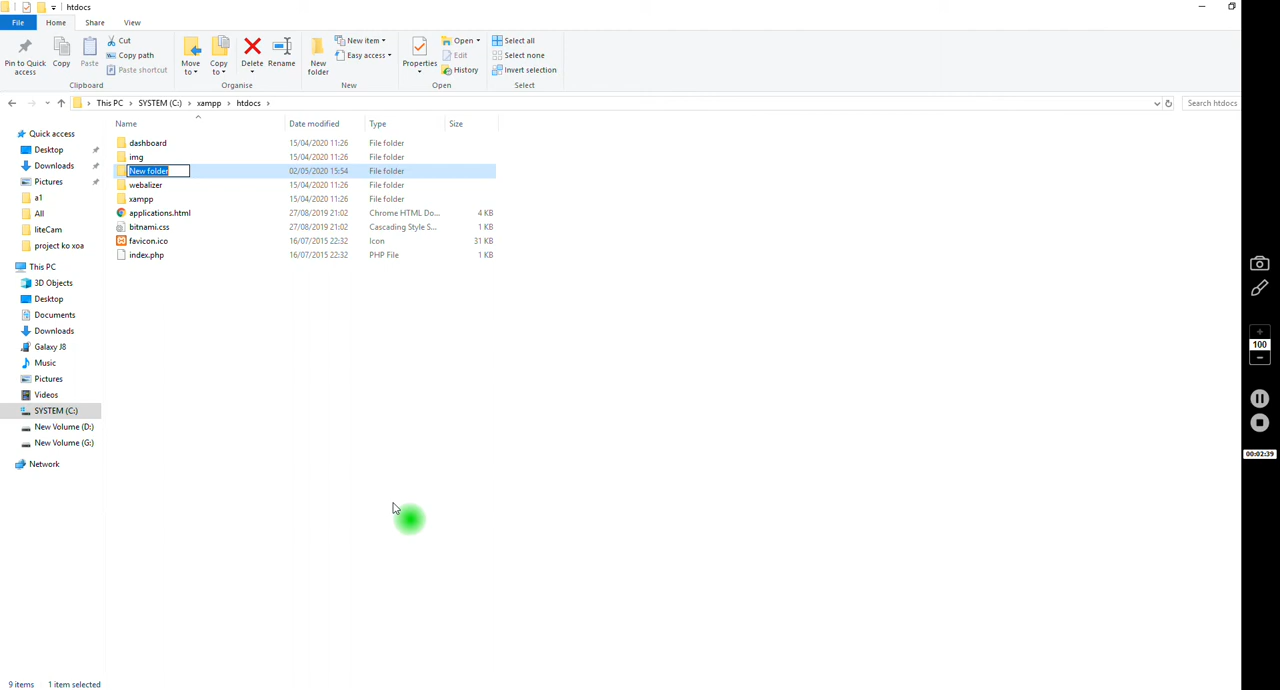 htdocs
File Home Share View
Pin to Quick access
Copy
Paste
Cut
Copy path
Paste shortcut
Clipboard
Move to
Copy to
Delete
Rename
Organise
New folder
New item
Easy access
New
Properties
Open
Edit
History
Open
Select all
Select none
Invert selection
Select
This PC SYSTEM (C:) xampp htdocs
Search htdocs
Name Date modified Type Size
dashboard 15/04/2020 11:26 File folder
img 15/04/2020 11:26 File folder
New folder 02/05/2020 15:54 File folder
webalizer 15/04/2020 11:26 File folder
xampp 15/04/2020 11:26 File folder
applications.html 27/08/2019 21:02 Chrome HTML Do... 4 KB
bitnami.css 27/08/2019 21:02 Cascading Style S... 1 KB
favicon.ico 16/07/2015 22:32 Icon 31 KB
index.php 16/07/2015 22:32 PHP File 1 KB
Quick access
Desktop
Downloads
Pictures
a1
All
liteCam
project ko xoa
This PC
3D Objects
Desktop
Documents
Downloads
Galaxy J8
Music
Pictures
Videos
SYSTEM (C:)
New Volume (D:)
New Volume (G:)
Network
9 items 1 item selected
100
00:02:39